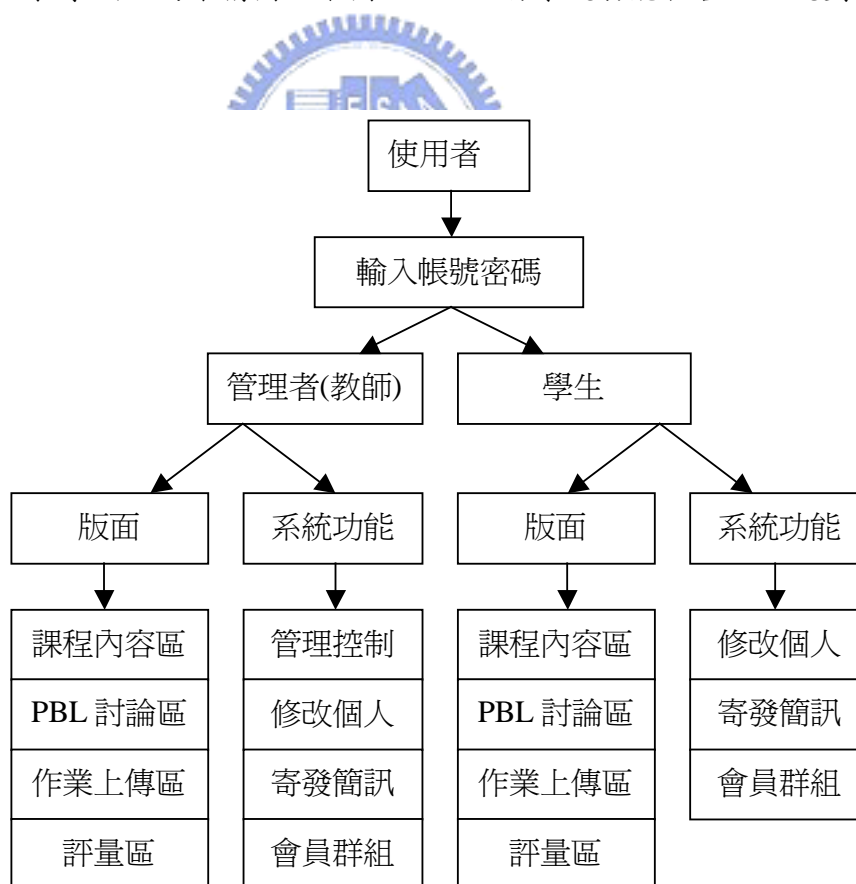 使用者
輸入帳號密碼
管理者(教師)
學生
版面
系統功能
版面
系統功能
課程內容區
管理控制
課程內容區
修改個人
PBL 討論區
修改個人
PBL 討論區
寄發簡訊
作業上傳區
寄發簡訊
作業上傳區
會員群組
評量區
會員群組
評量區